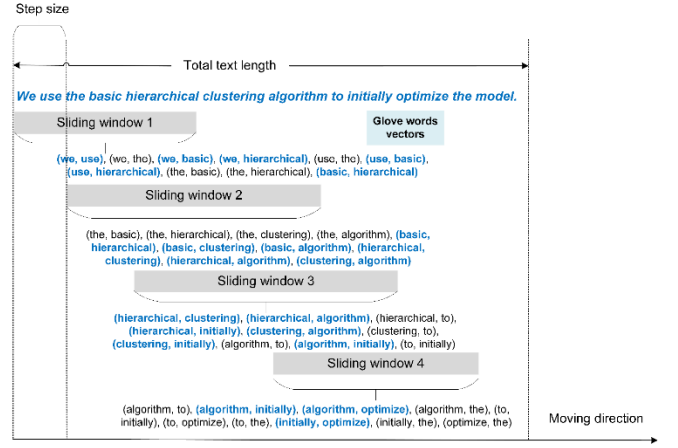 Step size
Total text length
We use the basic hierarchical clustering algorithm to initially optimize the model.
Sliding window 1
Glove words
vectors
(we, use), (we, the), (we, basic), (we, hierarchical), (use, the), (use, basic),
(use, hierarchical), (the, basic), (the, hierarchical), (basic, hierarchical)
Sliding window 2
(the, basic), (the, hierarchical), (the, clustering), (the, algorithm), (basic,
hierarchical), (basic, clustering), (basic, algorithm), (hierarchical,
clustering), (hierarchical, algorithm), (clustering, algorithm)
Sliding window 3
(hierarchical, clustering), (hierarchical, algorithm), (hierarchical, to),
(hierarchical, initially), (clustering, algorithm), (clustering, to),
(clustering, initially), (algorithm, to), (algorithm, initially), (to, initially)
Sliding window 4
(algorithm, to), (algorithm, initially), (algorithm, optimize), (algorithm, the), (to,
initially), (to, optimize), (to, the), (initially, optimize), (initially, the), (optimize, the)
Moving direction